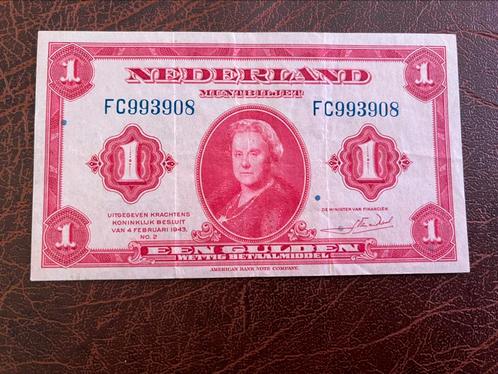 1 NEDERLAND 1
MUNTBILJET
FC993908 FC993908
1 1
UITGEGEVEN KRACHTENS
KONINKLIJK BESLUIT
VAN 4 FEBRUARI 1943,
NO. 2
DE MINISTER VAN FINANCIËN,
1 EEN GULDEN 1
WETTIG BETAALMIDDEL
AMERICAN BANK NOTE COMPANY.